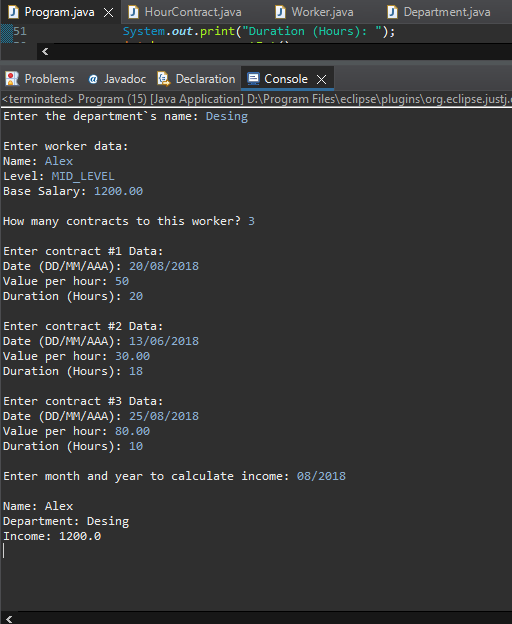 Program.java HourContract.java Worker.java Department.java
51 System.out.print("Duration (Hours): ");
Problems Javadoc Declaration Console
<terminated> Program (15) [Java Application] D:\Program Files\eclipse\plugins\org.eclipse.justj.
Enter the department`s name: Desing
Enter worker data:
Name: Alex
Level: MID_LEVEL
Base Salary: 1200.00
How many contracts to this worker? 3
Enter contract #1 Data:
Date (DD/MM/AAA): 20/08/2018
Value per hour: 50
Duration (Hours): 20
Enter contract #2 Data:
Date (DD/MM/AAA): 13/06/2018
Value per hour: 30.00
Duration (Hours): 18
Enter contract #3 Data:
Date (DD/MM/AAA): 25/08/2018
Value per hour: 80.00
Duration (Hours): 10
Enter month and year to calculate income: 08/2018
Name: Alex
Department: Desing
Income: 1200.0